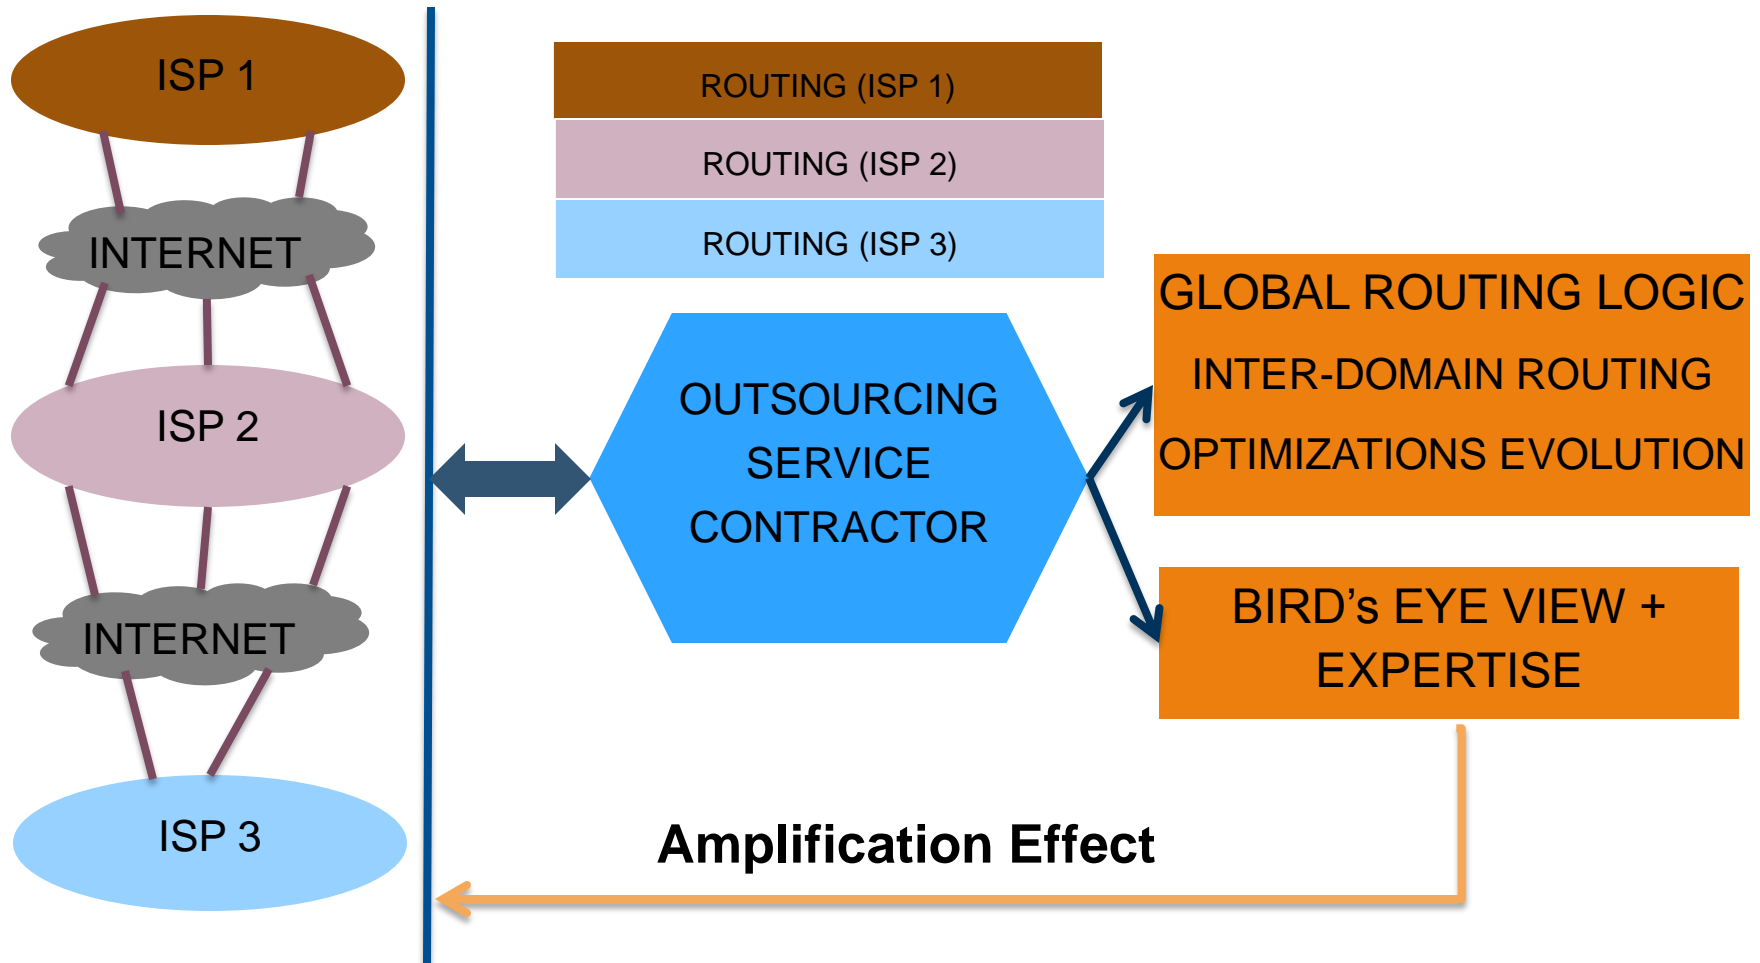 ISP 1
INTERNET
ISP 2
INTERNET
ISP 3
ROUTING (ISP 1)
ROUTING (ISP 2)
ROUTING (ISP 3)
OUTSOURCING
SERVICE
CONTRACTOR
GLOBAL ROUTING LOGIC
INTER-DOMAIN ROUTING
OPTIMIZATIONS EVOLUTION
BIRD’s EYE VIEW +
EXPERTISE
Amplification Effect